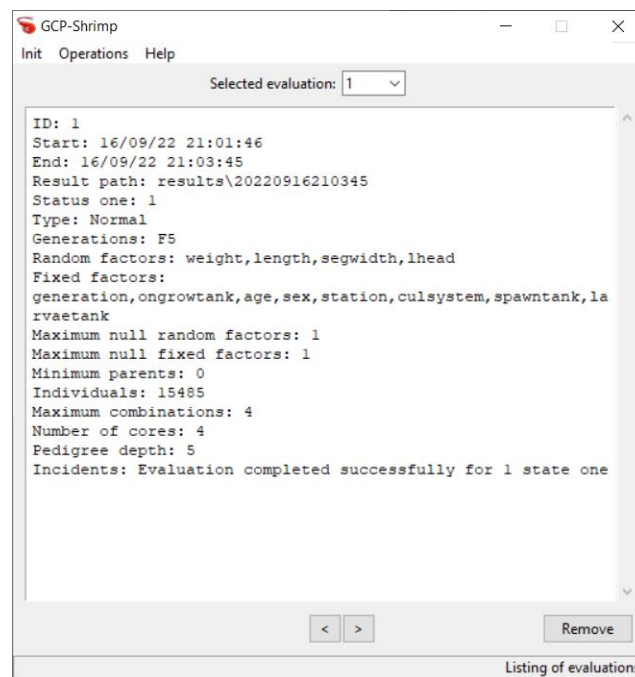 GCP-Shrimp
Init Operations Help
Selected evaluation: 1
ID: 1
Start: 16/09/22 21:01:46
End: 16/09/22 21:03:45
Result path: results\20220916210345
Status one: 1
Type: Normal
Generations: F5
Random factors: weight,length,segwidth,lhead
Fixed factors:
generation,ongrowtank,age,sex,station,culsystem,spawntank,la
rvaetank
Maximum null random factors: 1
Maximum null fixed factors: 1
Minimum parents: 0
Individuals: 15485
Maximum combinations: 4
Number of cores: 4
Pedigree depth: 5
Incidents: Evaluation completed successfully for 1 state one
< >
Remove
Listing of evaluation